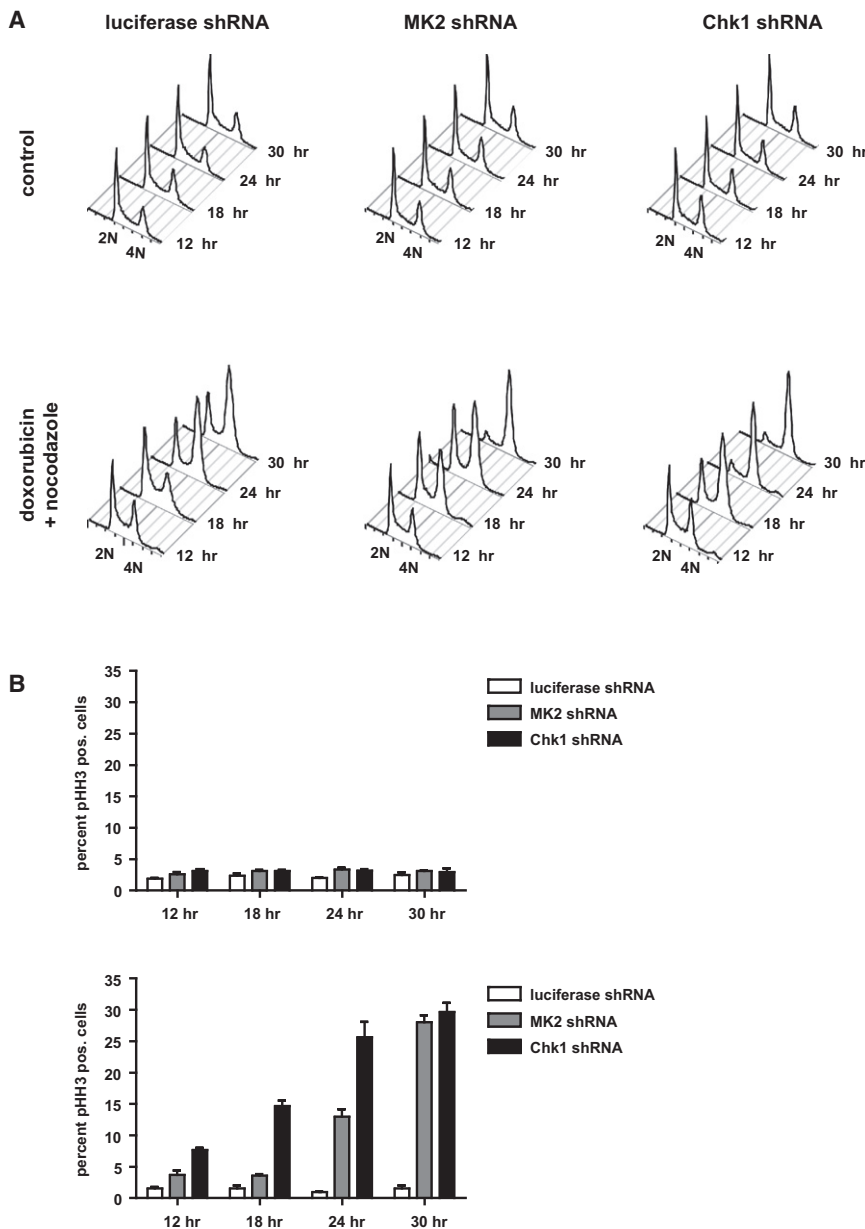 A
luciferase shRNA
MK2 shRNA
Chk1 shRNA
control
30 hr
24 hr
18 hr
12 hr
2N
4N
30 hr
24 hr
18 hr
12 hr
2N
4N
30 hr
24 hr
18 hr
12 hr
2N
4N
doxorubicin
+ nocodazole
30 hr
24 hr
18 hr
12 hr
2N
4N
30 hr
24 hr
18 hr
12 hr
2N
4N
30 hr
24 hr
18 hr
12 hr
2N
4N
B
percent pHH3 pos. cells
35
30
25
20
15
10
5
0
12 hr
18 hr
24 hr
30 hr
luciferase shRNA
MK2 shRNA
Chk1 shRNA
percent pHH3 pos. cells
35
30
25
20
15
10
5
0
12 hr
18 hr
24 hr
30 hr
luciferase shRNA
MK2 shRNA
Chk1 shRNA